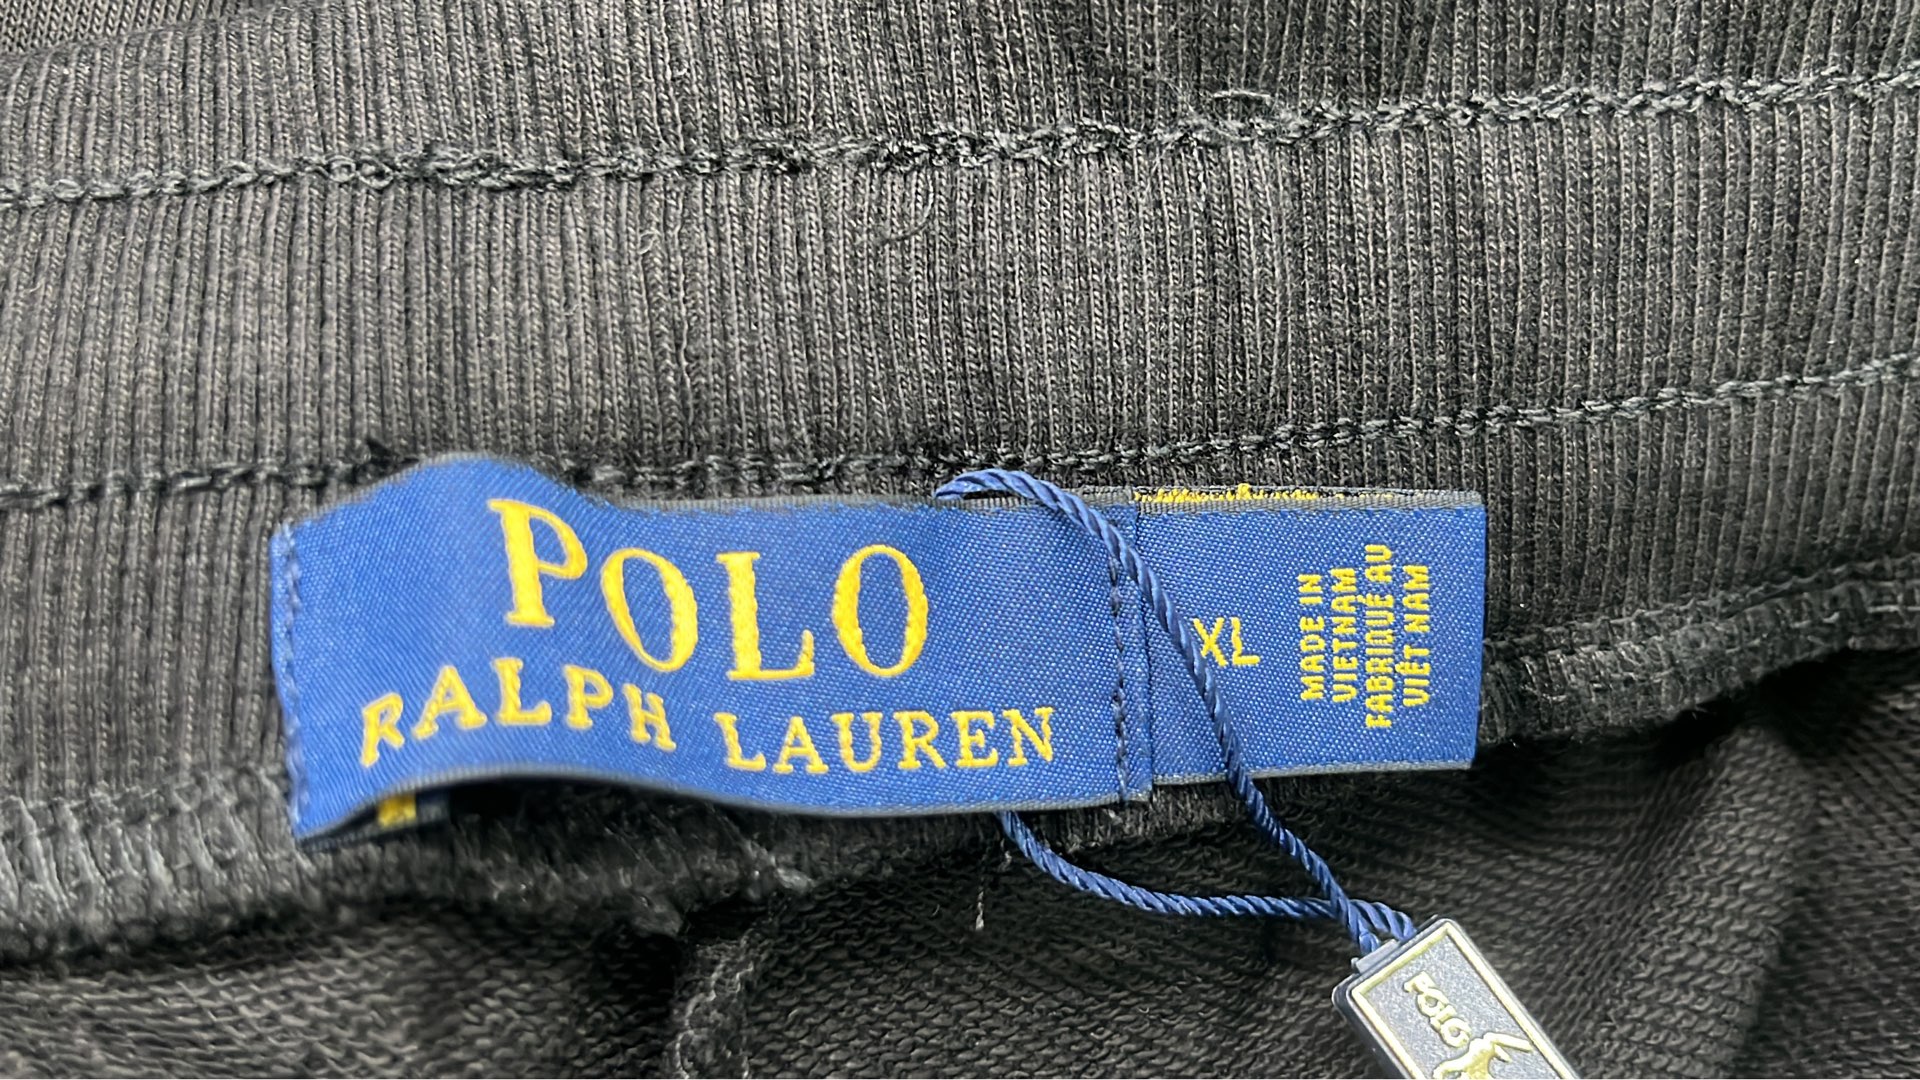 POLO
RALPH LAUREN
XL
MADE IN
VIETNAM
FABRIQUÉ AU
VIÊT NAM
POLO